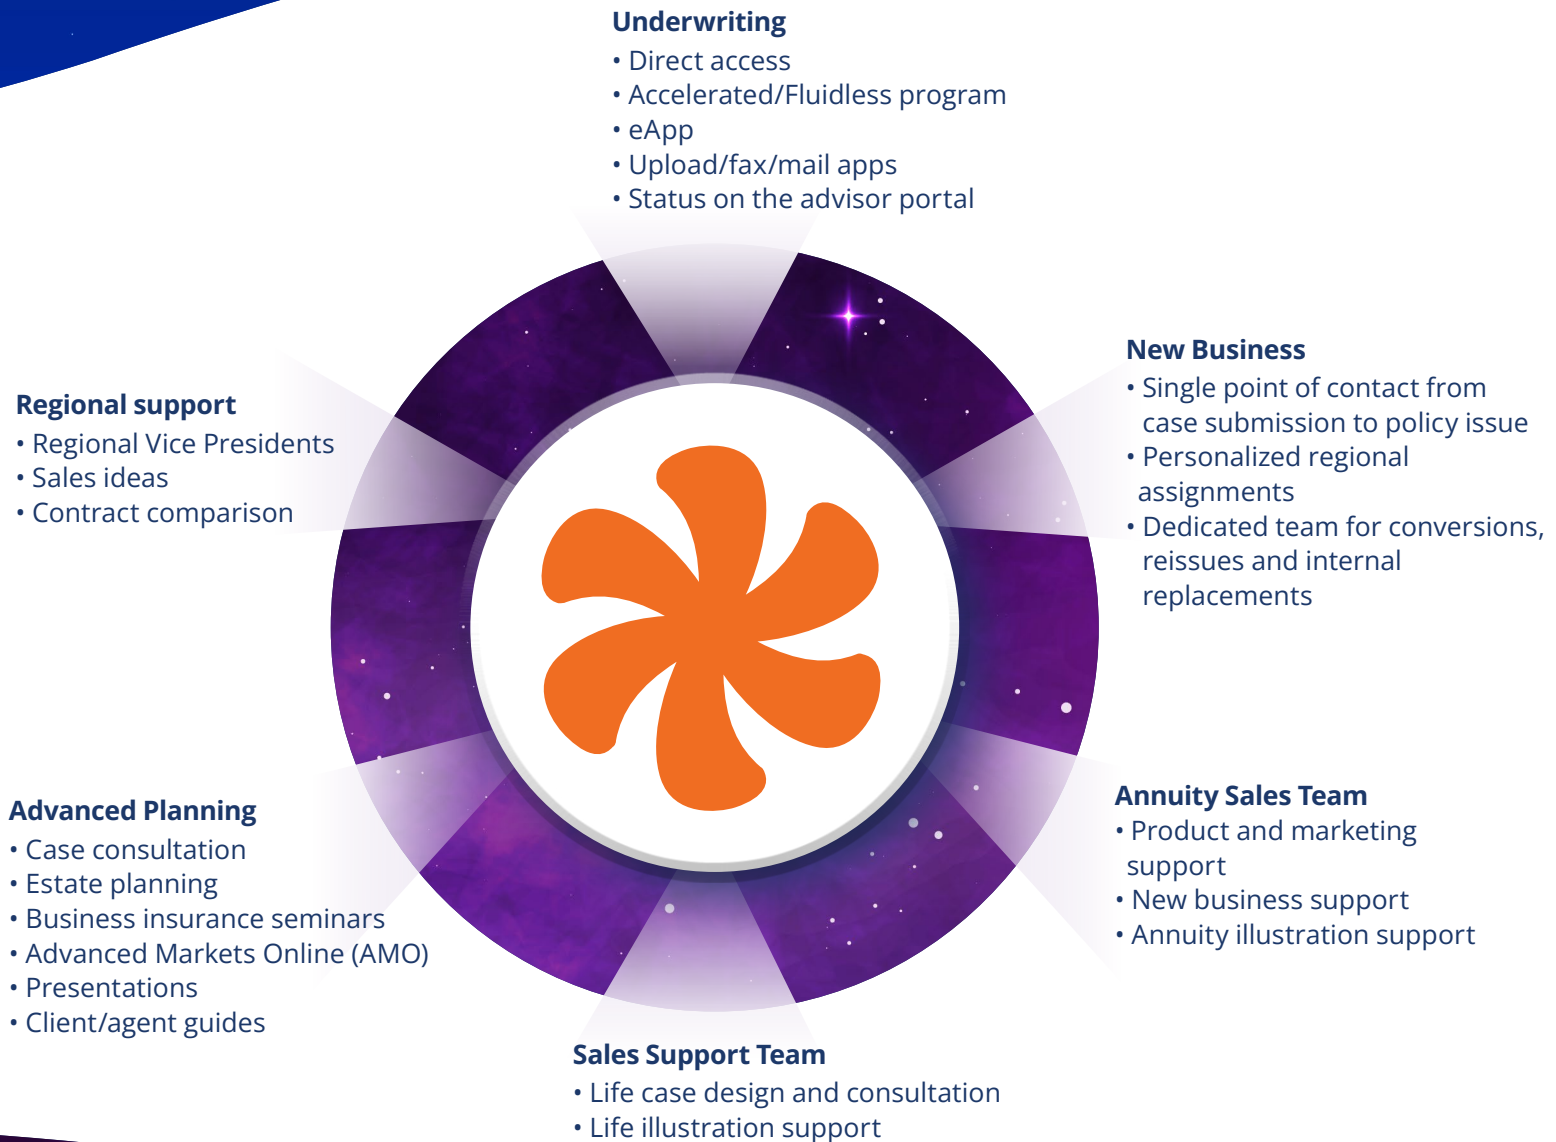 Underwriting
• Direct access
• Accelerated/Fluidless program
• eApp
• Upload/fax/mail apps
• Status on the advisor portal
New Business
• Single point of contact from
case submission to policy issue
• Personalized regional
assignments
• Dedicated team for conversions,
reissues and internal
replacements
Annuity Sales Team
• Product and marketing
support
• New business support
• Annuity illustration support
Sales Support Team
• Life case design and consultation
• Life illustration support
Advanced Planning
• Case consultation
• Estate planning
• Business insurance seminars
• Advanced Markets Online (AMO)
• Presentations
• Client/agent guides
Regional support
• Regional Vice Presidents
• Sales ideas
• Contract comparison